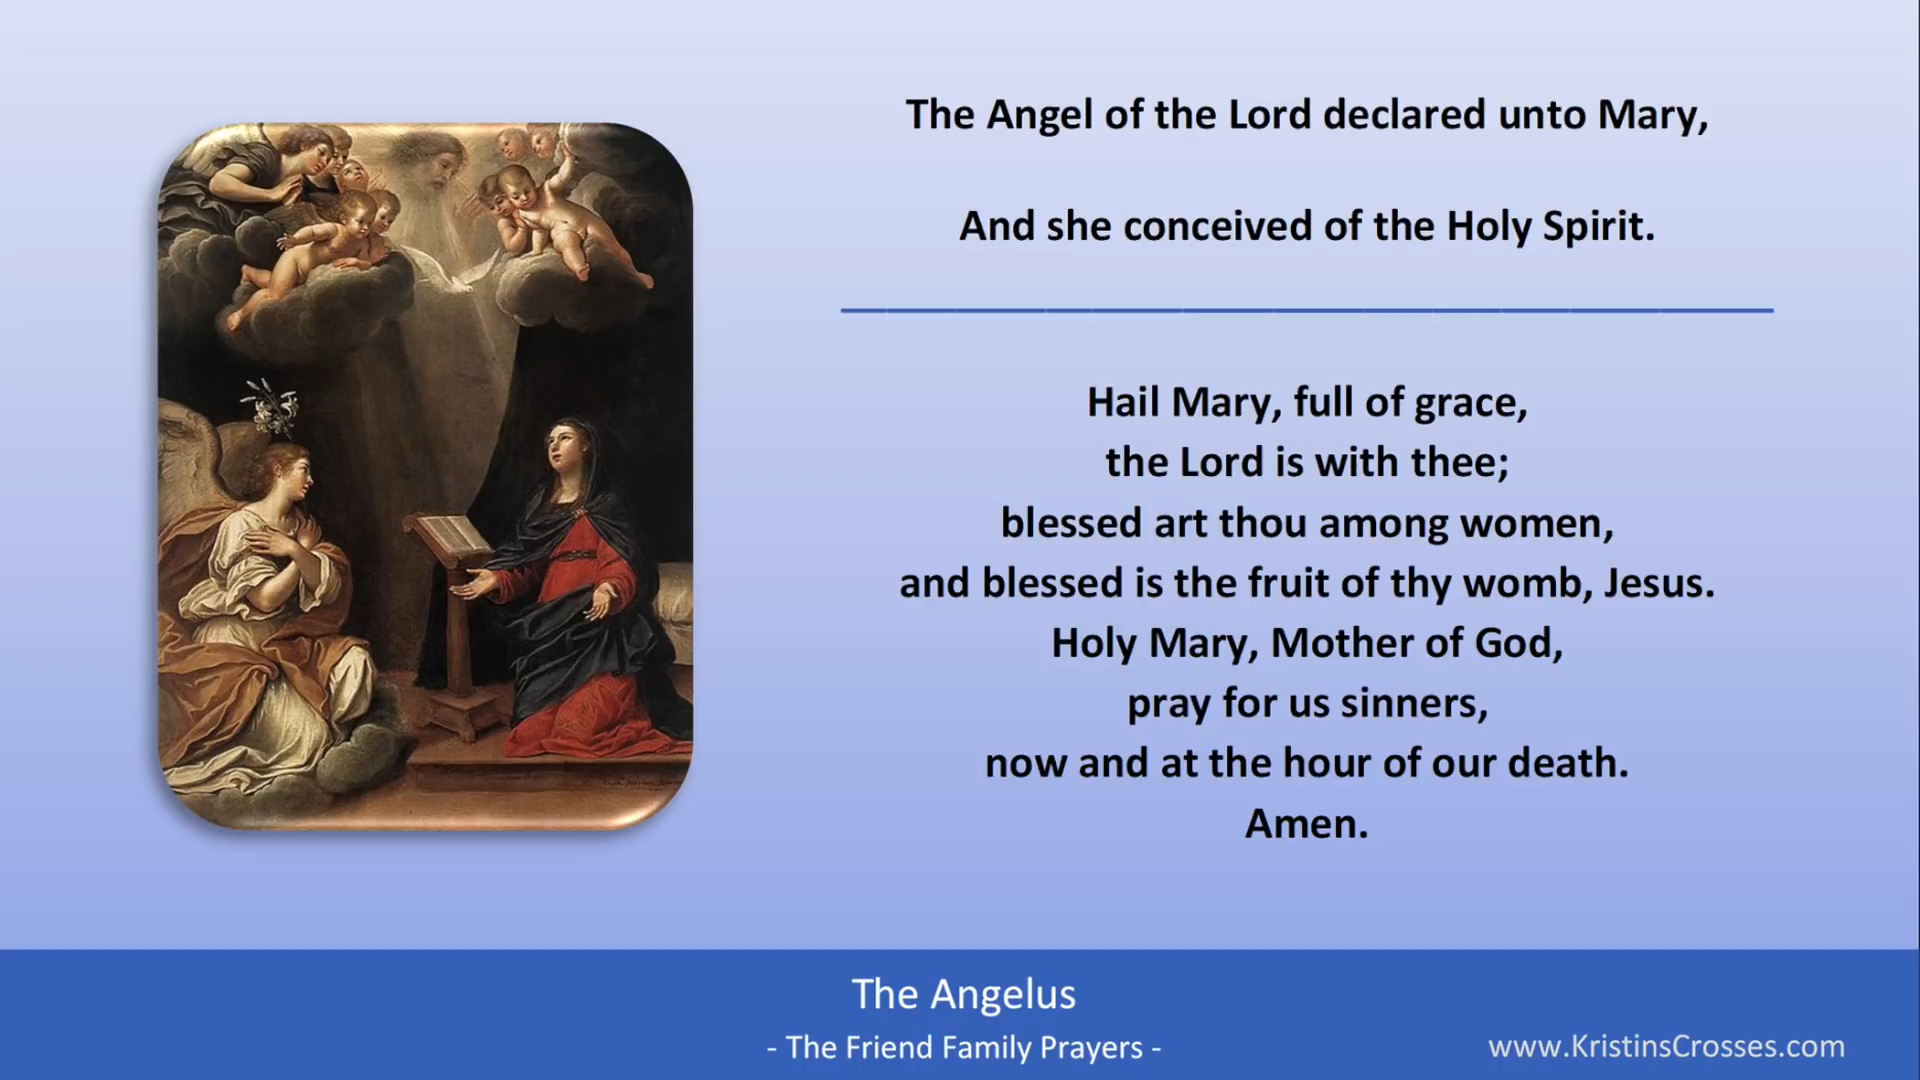 The Angel of the Lord declared unto Mary,
And she conceived of the Holy Spirit.
Hail Mary, full of grace,
the Lord is with thee;
blessed art thou among women,
and blessed is the fruit of thy womb, Jesus.
Holy Mary, Mother of God,
pray for us sinners,
now and at the hour of our death.
Amen.
The Angelus
- The Friend Family Prayers -
www.KristinsCrosses.com